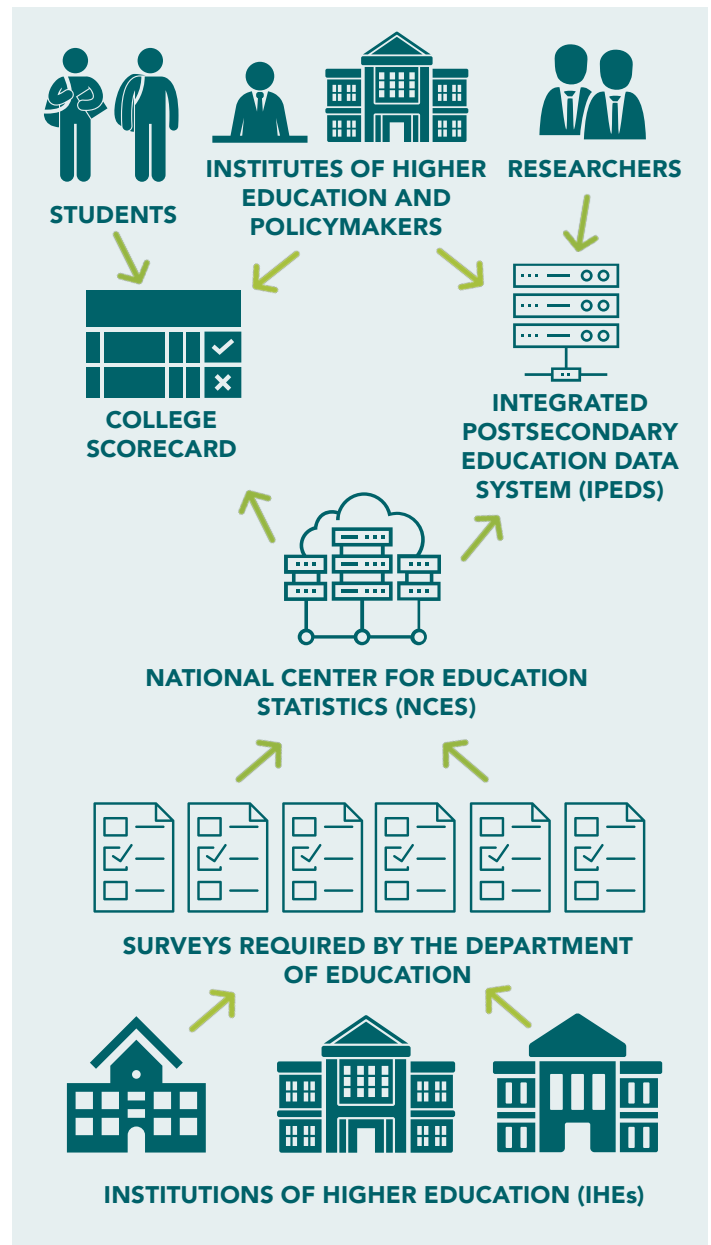 STUDENTS
INSTITUTES OF HIGHER
EDUCATION AND
POLICYMAKERS
RESEARCHERS
COLLEGE
SCORECARD
INTEGRATED
POSTSECONDARY
EDUCATION DATA
SYSTEM (IPEDS)
NATIONAL CENTER FOR EDUCATION
STATISTICS (NCES)
SURVEYS REQUIRED BY THE DEPARTMENT
OF EDUCATION
INSTITUTIONS OF HIGHER EDUCATION (IHEs)